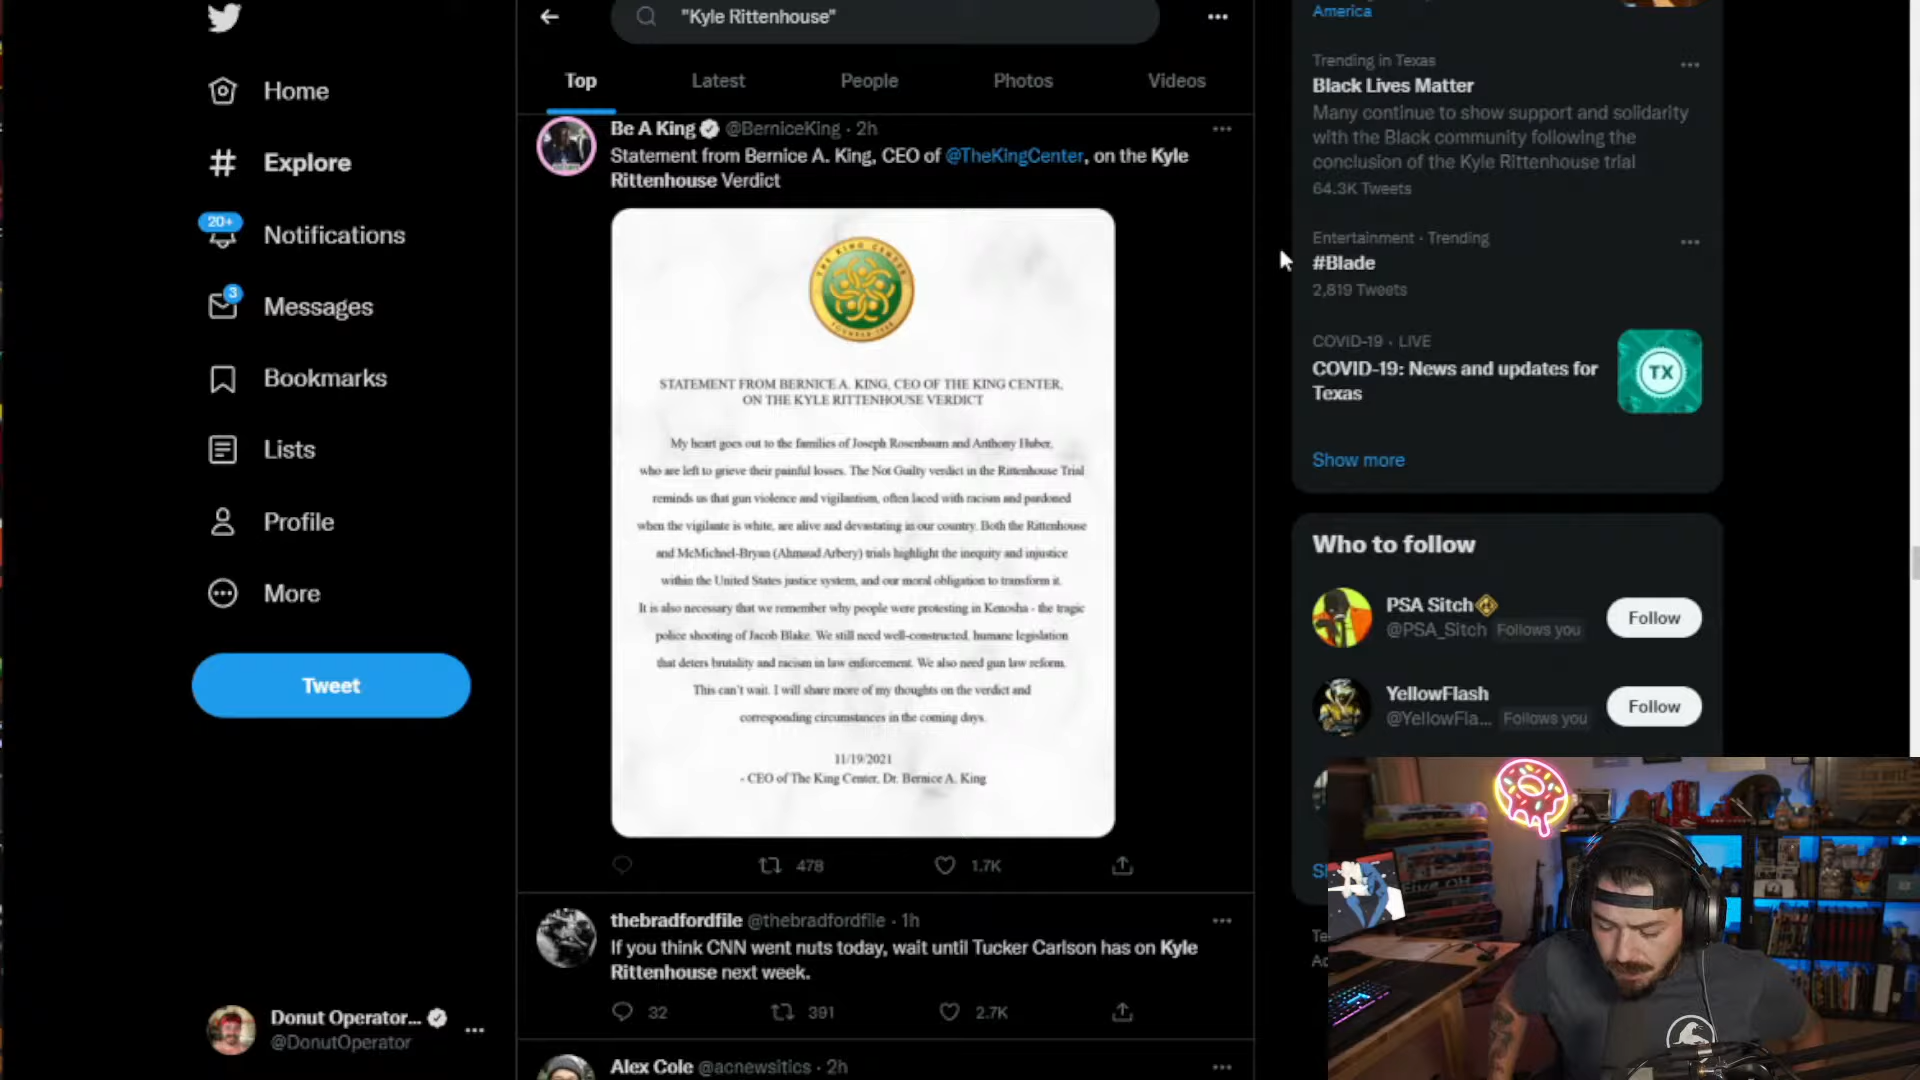 "Kyle Rittenhouse"
Top
Latest
People
Photos
Videos
Home
Explore
20+
Notifications
3
Messages
Bookmarks
Lists
Profile
More
Tweet
Donut Operator...
@DonutOperator
Be A King @BerniceKing · 2h
Statement from Bernice A. King, CEO of @TheKingCenter, on the Kyle
Rittenhouse Verdict
THE KING CENTER
STATEMENT FROM BERNICE A. KING, CEO OF THE KING CENTER,
ON THE KYLE RITTENHOUSE VERDICT
My heart goes out to the families of Joseph Rosenbaum and Anthony Huber,
who are left to grieve their painful losses. The Not Guilty verdict in the Rittenhouse Trial
reminds us that gun violence and vigilantism, often laced with racism and pardoned
when the vigilante is white, are alive and devastating in our country. Both the Rittenhouse
and McMichael-Bryan (Ahmaud Arbery) trials highlight the inequity and injustice
within the United States justice system, and our moral obligation to transform it.
It is also necessary that we remember why people were protesting in Kenosha - the tragic
police shooting of Jacob Blake. We still need well-constructed, humane legislation
that deters brutality and racism in law enforcement. We also need gun law reform.
This can't wait. I will share more of my thoughts on the verdict and
corresponding circumstances in the coming days.
11/19/2021
- CEO of The King Center, Dr. Bernice A. King
478
1.7K
thebradfordfile @thebradfordfile · 1h
If you think CNN went nuts today, wait until Tucker Carlson has on Kyle
Rittenhouse next week.
32
391
2.7K
Alex Cole @acnewsitics · 2h
America
Trending in Texas
Black Lives Matter
Many continue to show support and solidarity
with the Black community following the
conclusion of the Kyle Rittenhouse trial
64.3K Tweets
Entertainment · Trending
#Blade
2,819 Tweets
COVID-19 · LIVE
COVID-19: News and updates for
Texas
TX
Show more
Who to follow
PSA Sitch
@PSA_Sitch Follows you
Follow
YellowFlash
@YellowFla... Follows you
Follow